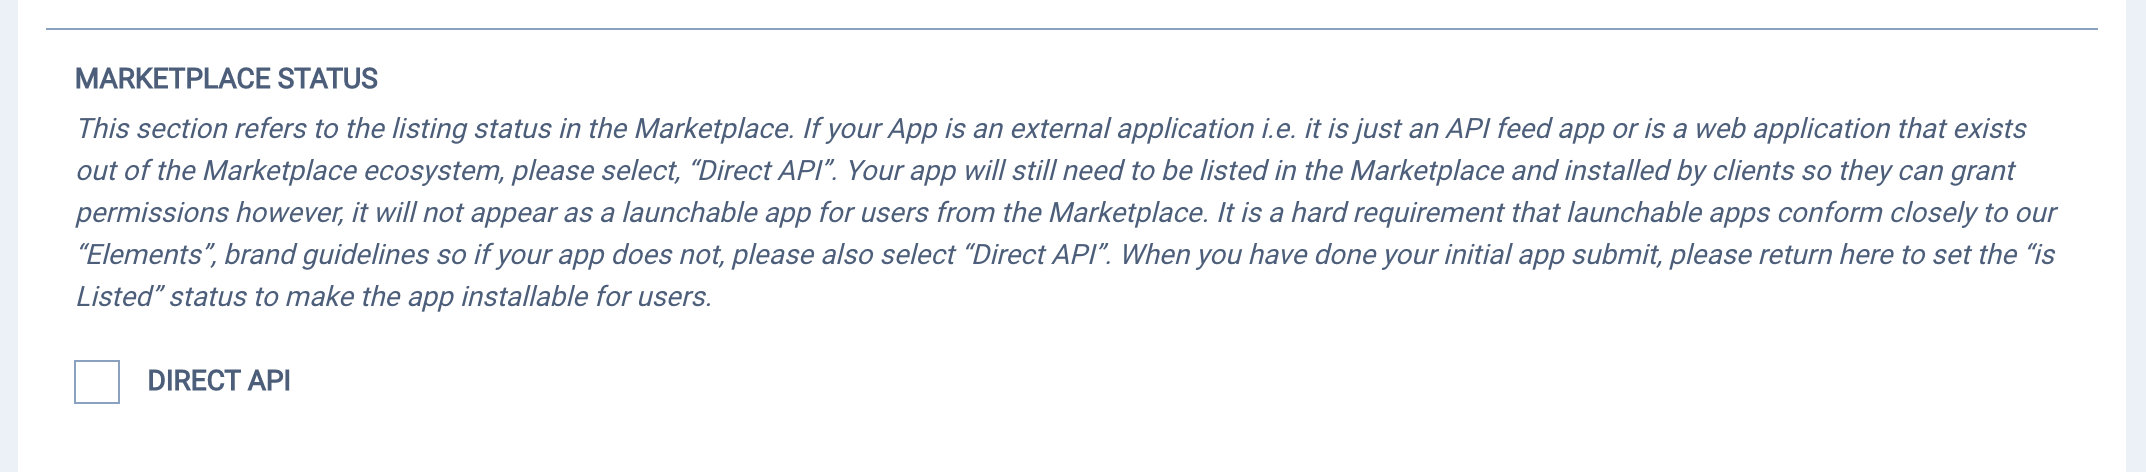 MARKETPLACE STATUS
This section refers to the listing status in the Marketplace. If your App is an external application i.e. it is just an API feed app or is a web application that exists
out of the Marketplace ecosystem, please select, “Direct API”. Your app will still need to be listed in the Marketplace and installed by clients so they can grant
permissions however, it will not appear as a launchable app for users from the Marketplace. It is a hard requirement that launchable apps conform closely to our
“Elements”, brand guidelines so if your app does not, please also select “Direct API”. When you have done your initial app submit, please return here to set the “is
Listed” status to make the app installable for users.
DIRECT API